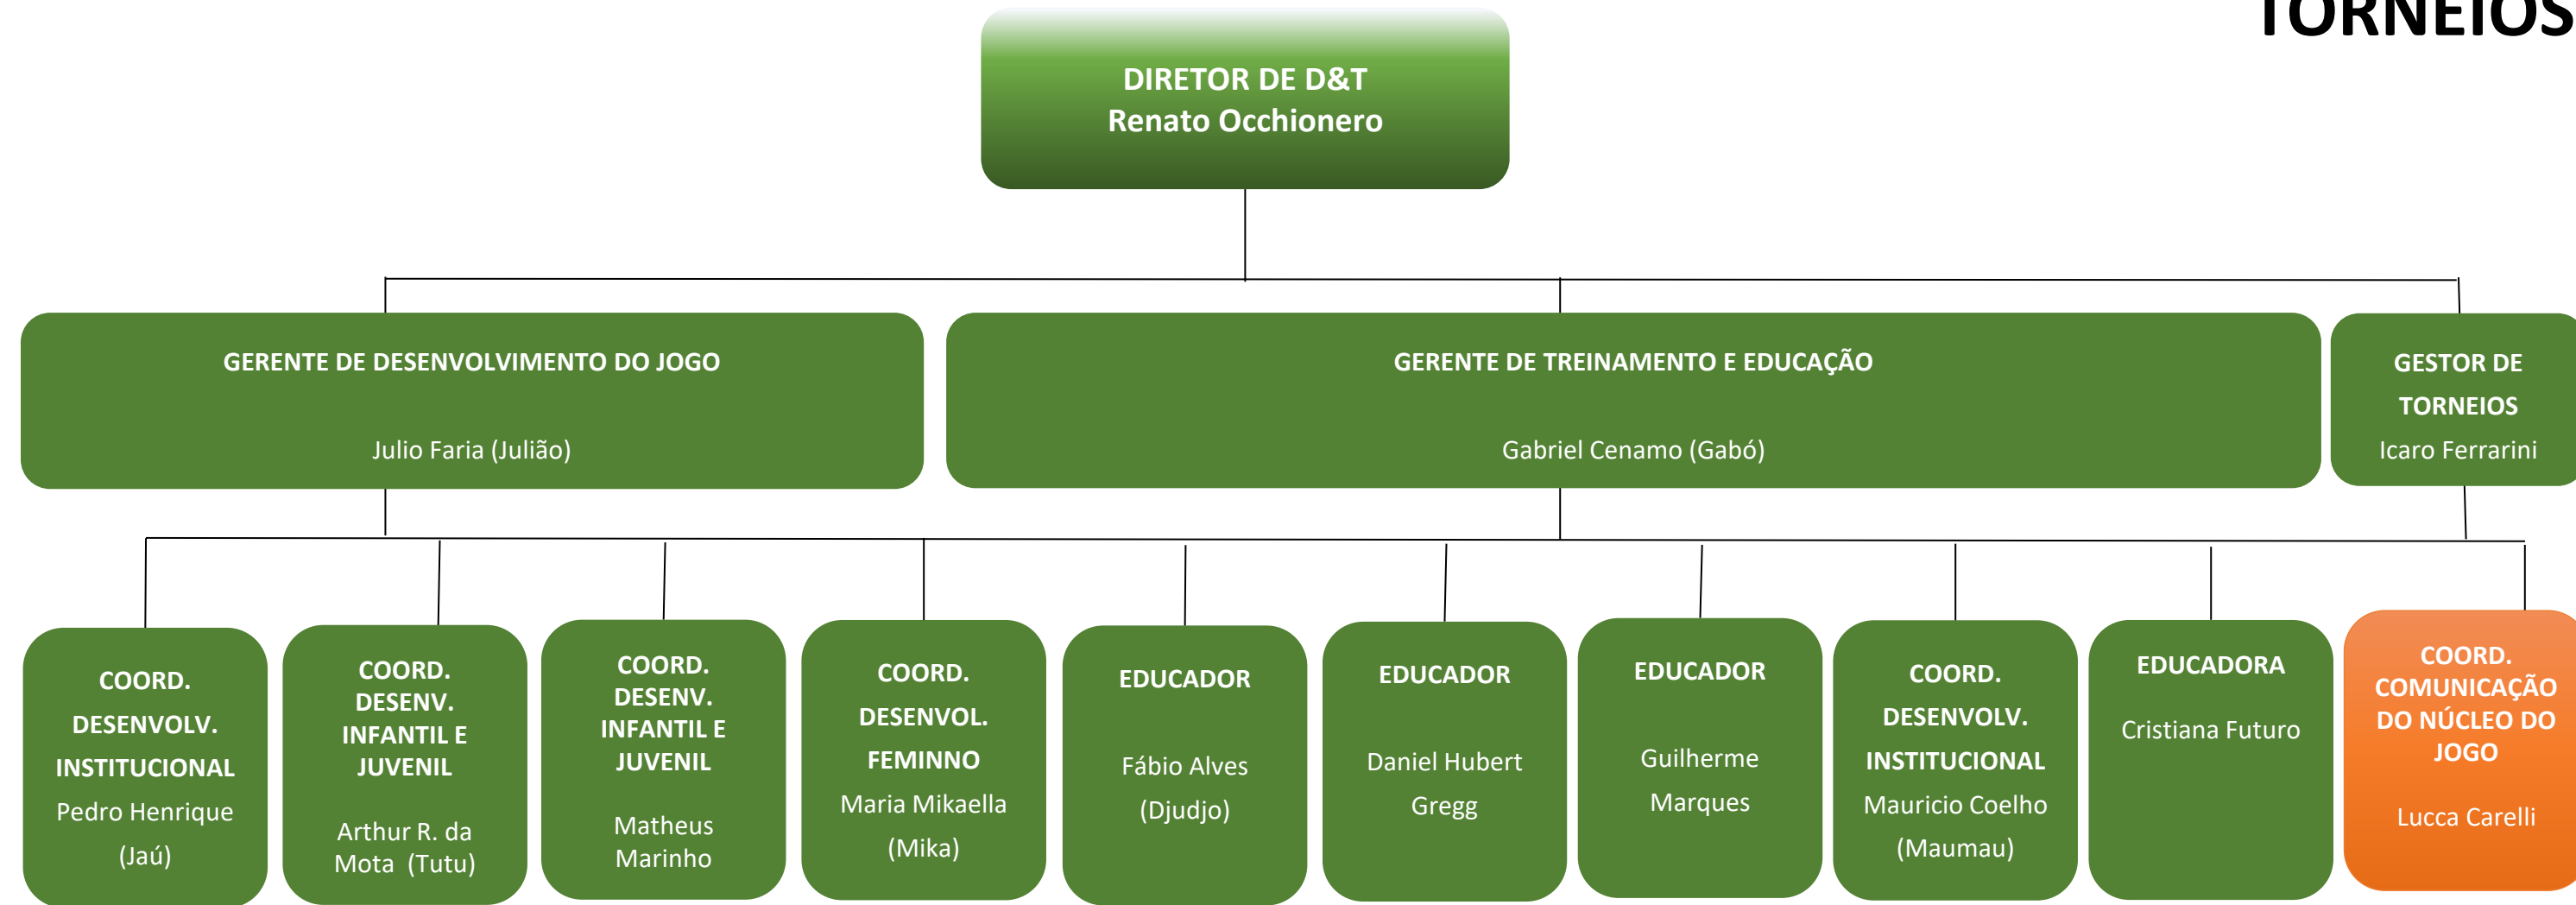 TORNEIOS
DIRETOR DE D&T
Renato Occhionero
GERENTE DE DESENVOLVIMENTO DO JOGO
Julio Faria (Julião)
GERENTE DE TREINAMENTO E EDUCAÇÃO
Gabriel Cenamo (Gabó)
GESTOR DE
TORNEIOS
Icaro Ferrarini
COORD.
DESENVOLV.
INSTITUCIONAL
Pedro Henrique
(Jaú)
COORD.
DESENV.
INFANTIL E
JUVENIL
Arthur R. da
Mota (Tutu)
COORD.
DESENV.
INFANTIL E
JUVENIL
Matheus
Marinho
COORD.
DESENVOL.
FEMINNO
Maria Mikaella
(Mika)
EDUCADOR
Fábio Alves
(Djudjo)
EDUCADOR
Daniel Hubert
Gregg
EDUCADOR
Guilherme
Marques
COORD.
DESENVOLV.
INSTITUCIONAL
Mauricio Coelho
(Maumau)
EDUCADORA
Cristiana Futuro
COORD.
COMUNICAÇÃO
DO NÚCLEO DO
JOGO
Lucca Carelli